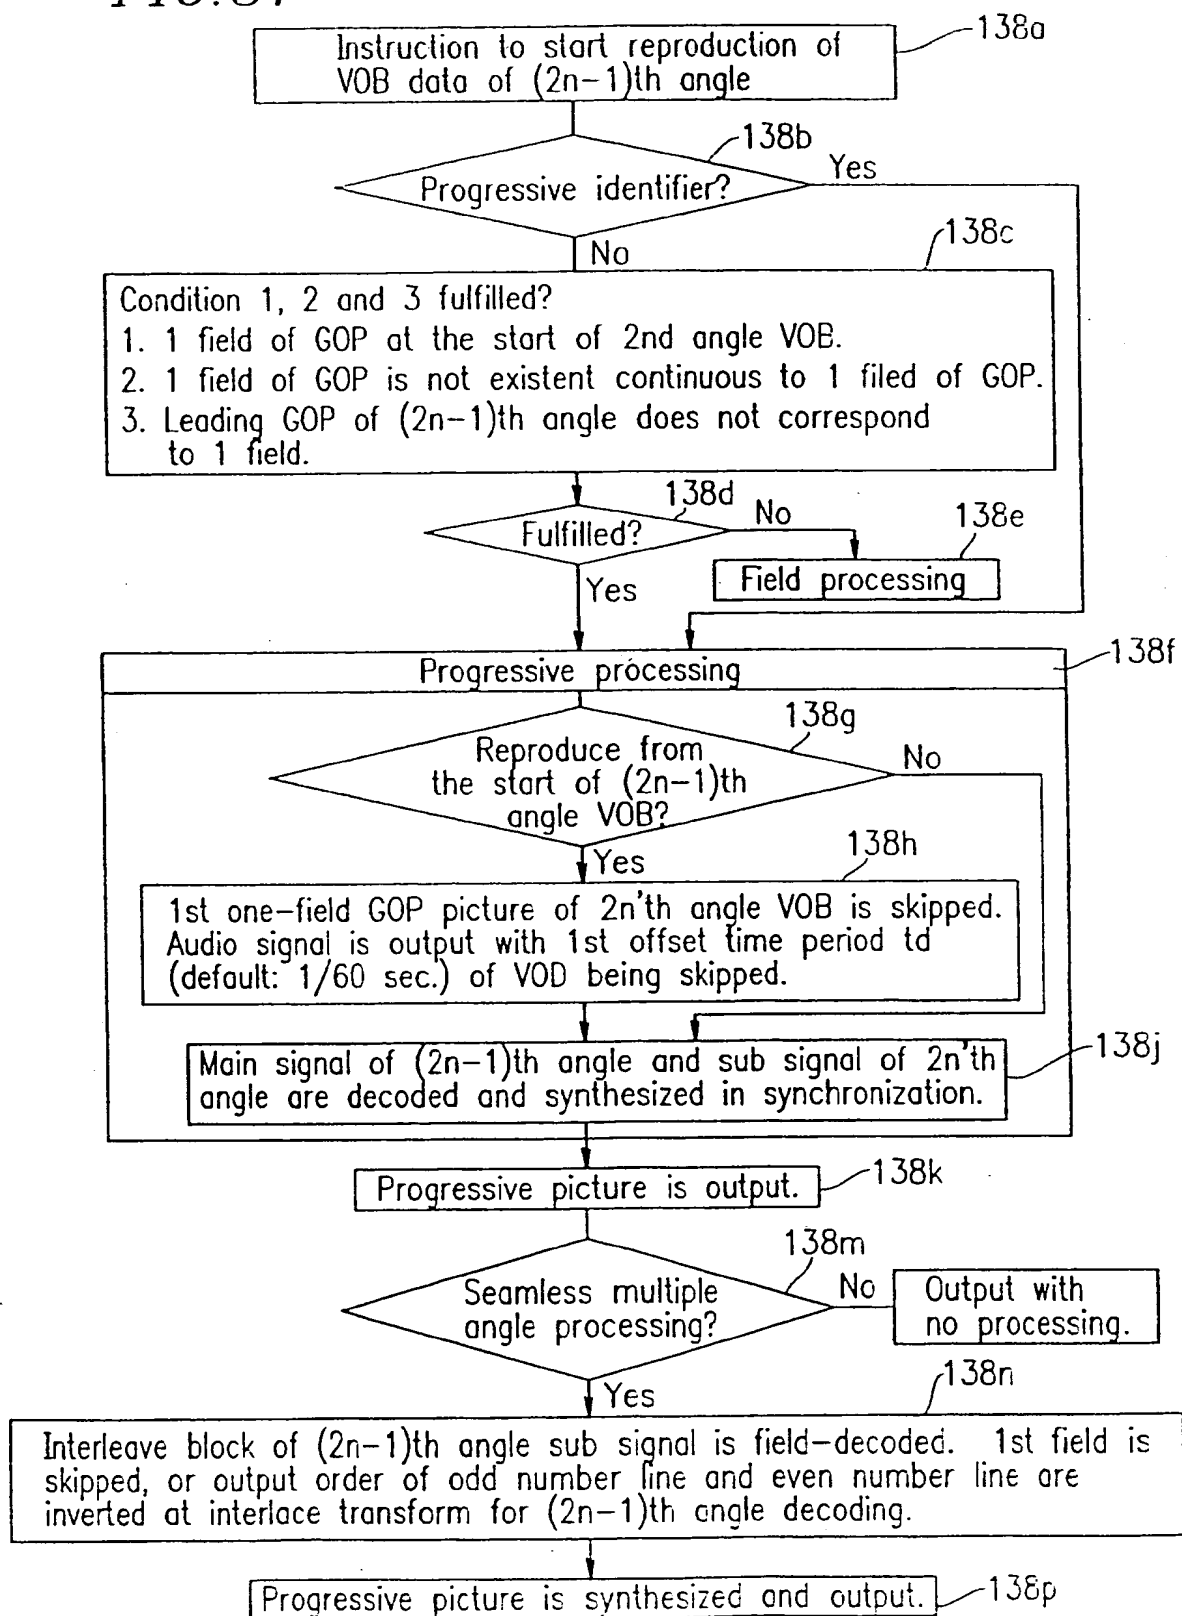 Instruction to start reproduction of
VOB data of (2n-1)th angle
138a
138b
Progressive identifier?
Yes
No
138c
Condition 1, 2 and 3 fulfilled?
1. 1 field of GOP at the start of 2nd angle VOB.
2. 1 field of GOP is not existent continuous to 1 filed of GOP.
3. Leading GOP of (2n-1)th angle does not correspond
to 1 field.
138d
Fulfilled?
No
138e
Field processing
Yes
Progressive processing
138f
138g
Reproduce from
the start of (2n-1)th
angle VOB?
No
Yes
138h
1st one-field GOP picture of 2n'th angle VOB is skipped.
Audio signal is output with 1st offset time period td
(default: 1/60 sec.) of VOD being skipped.
Main signal of (2n-1)th angle and sub signal of 2n'th
angle are decoded and synthesized in synchronization.
138j
Progressive picture is output.
138k
138m
Seamless multiple
angle processing?
No
Output with
no processing.
Yes
138n
Interleave block of (2n-1)th angle sub signal is field-decoded. 1st field is
skipped, or output order of odd number line and even number line are
inverted at interlace transform for (2n-1)th angle decoding.
Progressive picture is synthesized and output.
138p